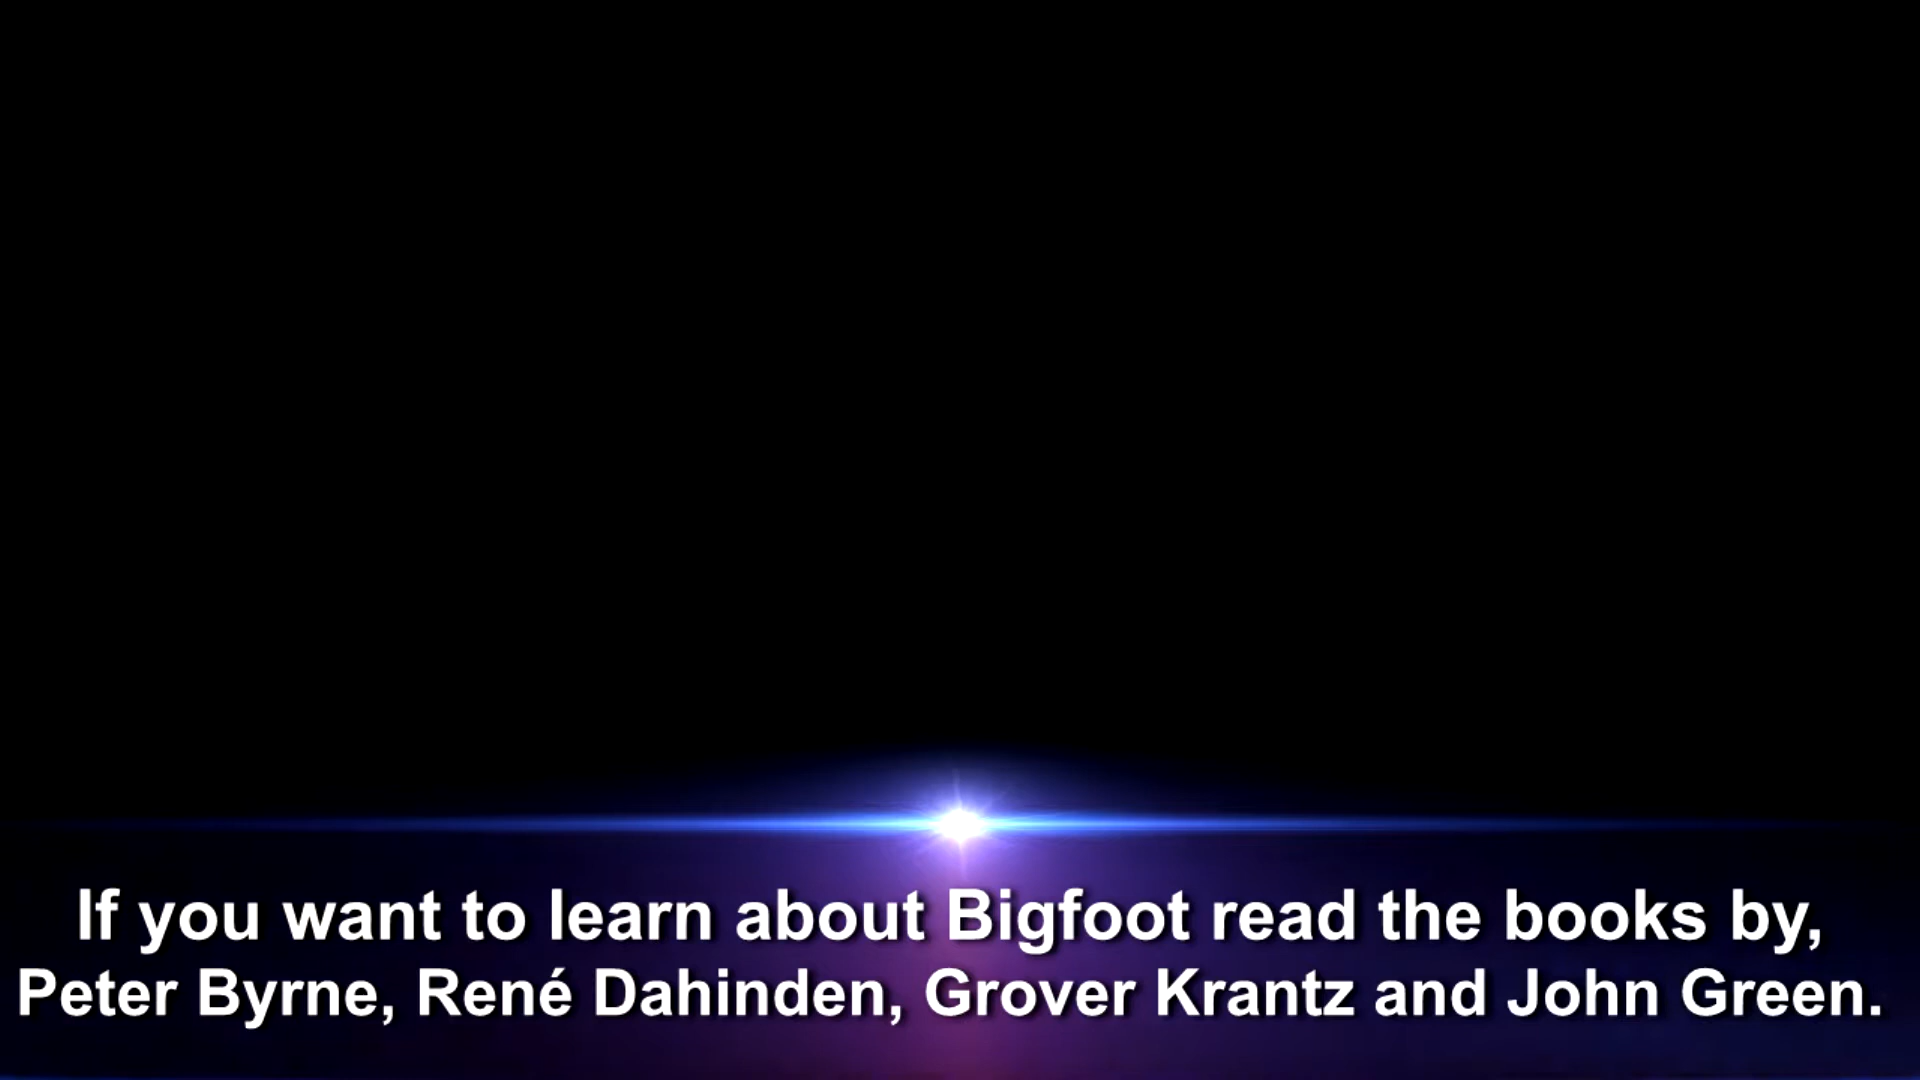 If you want to learn about Bigfoot read the books by,
Peter Byrne, René Dahinden, Grover Krantz and John Green.